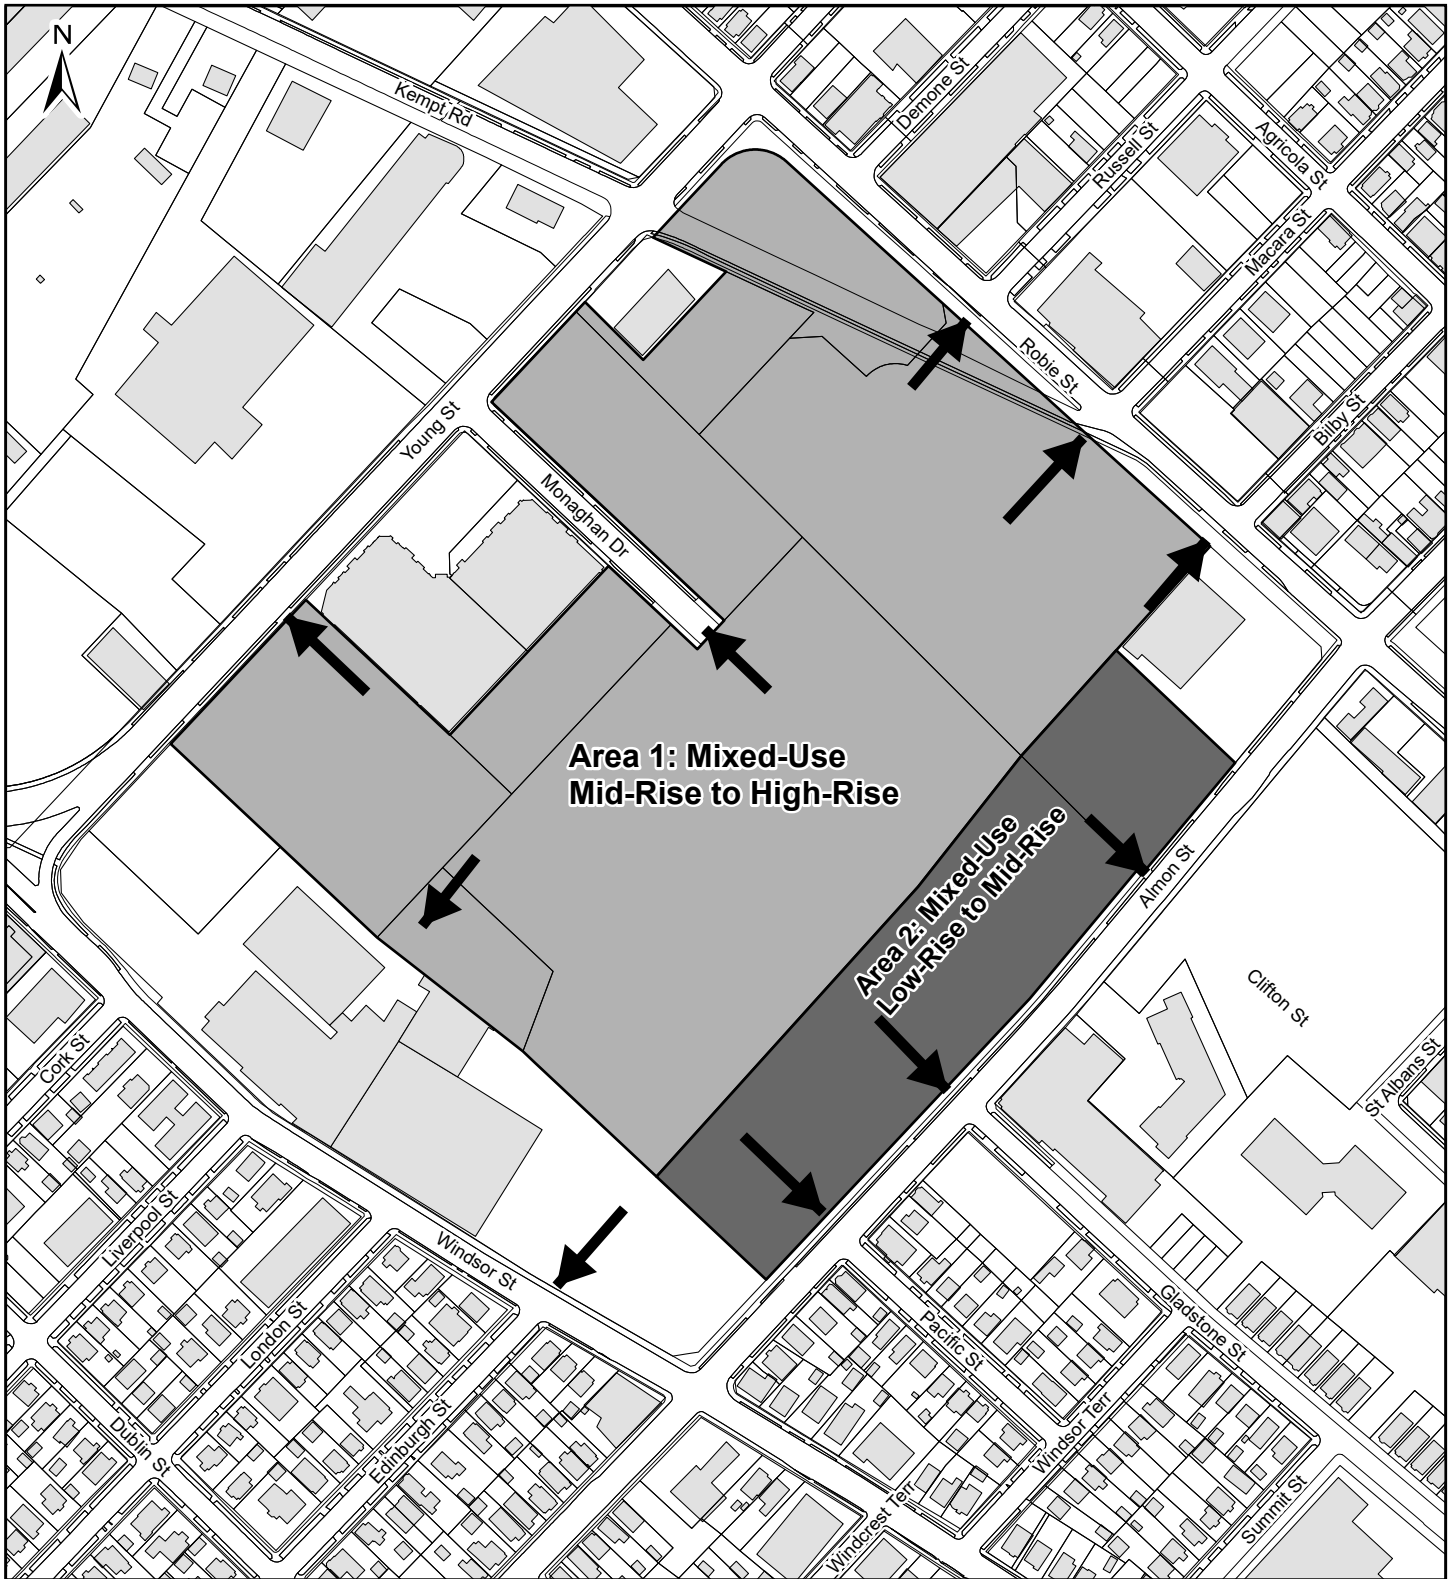 N
Kempt Rd
Demone St
Russell St
Agricola St
Macara St
Robie St
Bilby St
Young St
Monaghan Dr
Area 1: Mixed-Use
Mid-Rise to High-Rise
Area 2: Mixed-Use
Low-Rise to Mid-Rise
Almon St
Clifton St
St Albans St
Cork St
Liverpool St
Windsor St
London St
Gladstone St
Pacific St
Dublin St
Edinburgh St
Windsor Terr
Windcrest Terr
Summit St